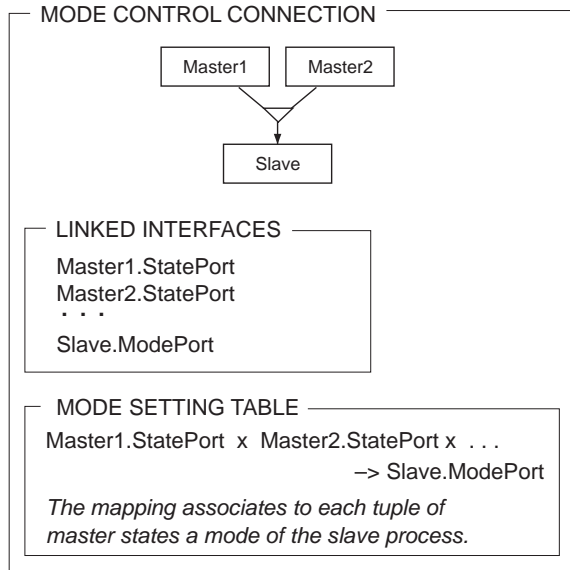 MODE CONTROL CONNECTION
Master1 Master2
Slave
LINKED INTERFACES
Master1.StatePort
Master2.StatePort
. . .
Slave.ModePort
MODE SETTING TABLE
Master1.StatePort x Master2.StatePort x . . .
–> Slave.ModePort
The mapping associates to each tuple of
master states a mode of the slave process.